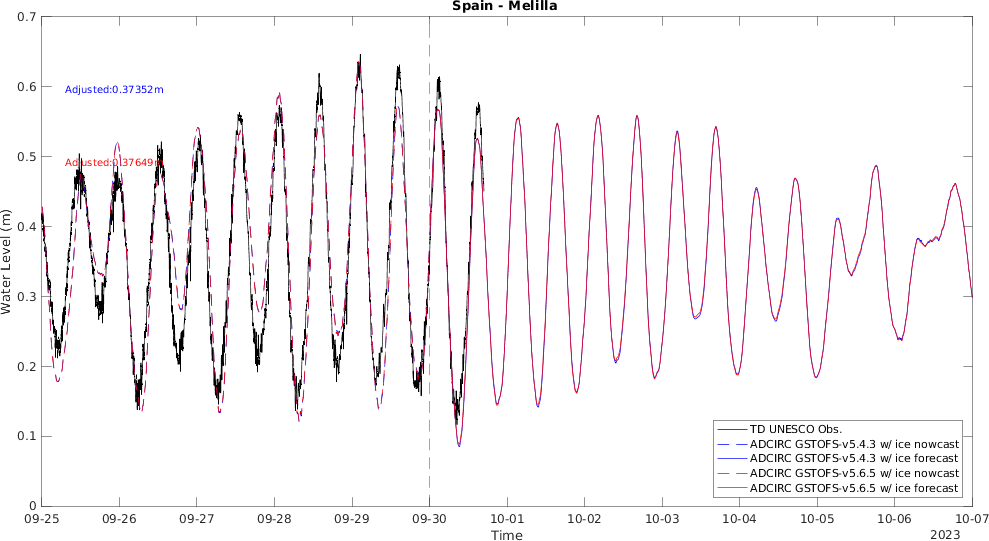 Spain - Melilla
0.7
0.6
0.5
0.4
0.3
0.2
0.1
0
Water Level (m)
Adjusted:0.37352m
Adjusted:0.37649m
TD UNESCO Obs.
ADCIRC GSTOFS-v5.4.3 w/ ice nowcast
ADCIRC GSTOFS-v5.4.3 w/ ice forecast
ADCIRC GSTOFS-v5.6.5 w/ ice nowcast
ADCIRC GSTOFS-v5.6.5 w/ ice forecast
09-25 09-26 09-27 09-28 09-29 09-30 10-01 10-02 10-03 10-04 10-05 10-06 10-07
Time
2023